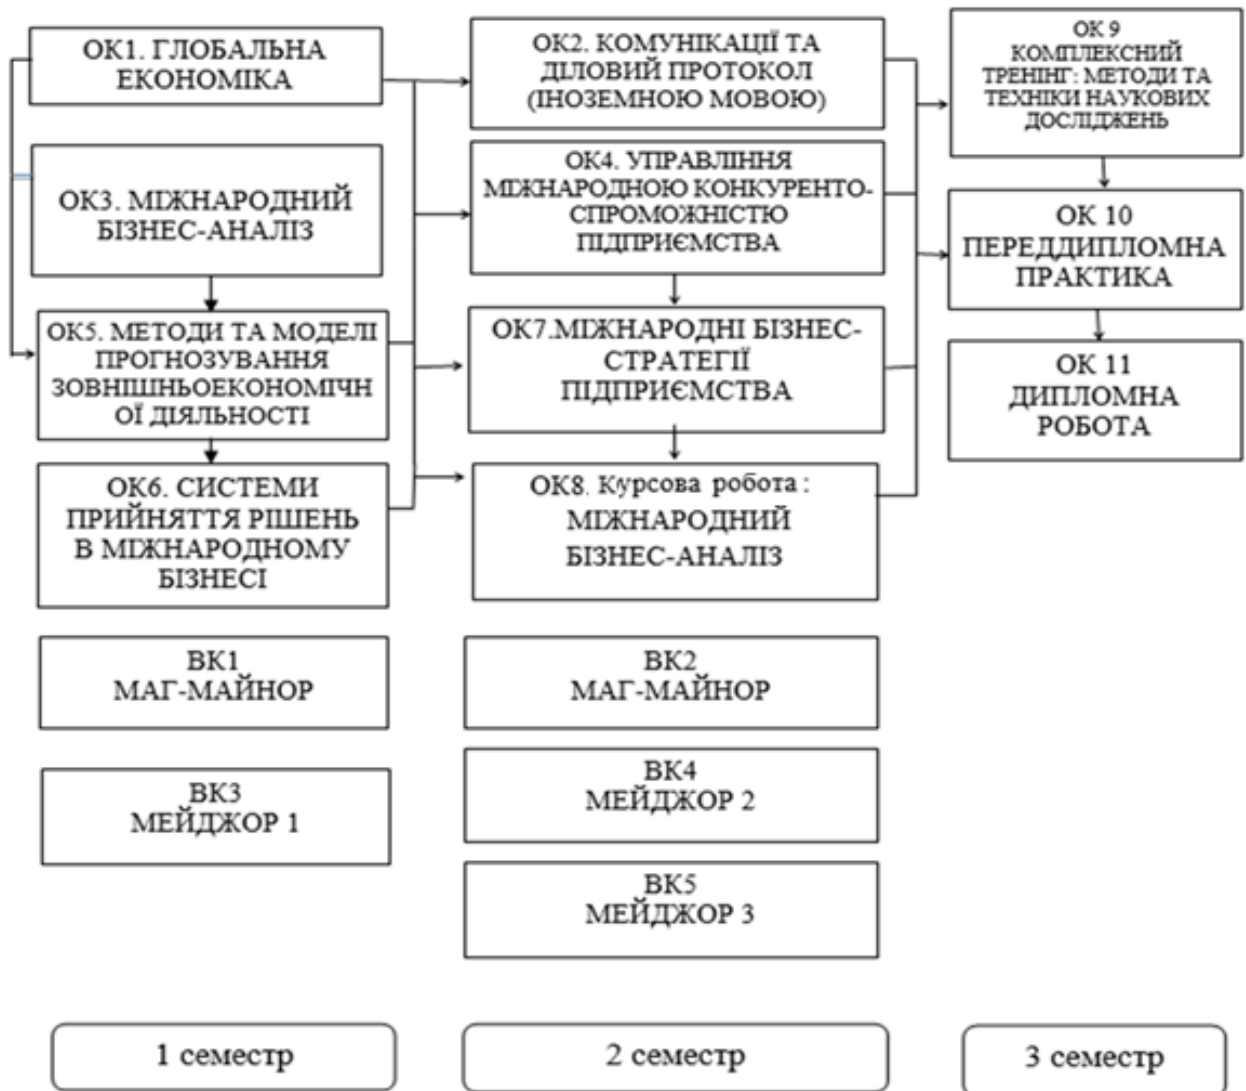 ОК1. ГЛОБАЛЬНА
ЕКОНОМІКА
ОК3. МІЖНАРОДНИЙ
БІЗНЕС-АНАЛІЗ
ОК5. МЕТОДИ ТА МОДЕЛІ
ПРОГНОЗУВАННЯ
ЗОВНІШНЬОЕКОНОМІЧН
ОЇ ДІЯЛЬНОСТІ
ОК6. СИСТЕМИ
ПРИЙНЯТТЯ РІШЕНЬ
В МІЖНАРОДНОМУ
БІЗНЕСІ
ВК1
МАГ-МАЙНОР
ВК3
МЕЙДЖОР 1
1 семестр
ОК2. КОМУНІКАЦІЇ ТА
ДІЛОВИЙ ПРОТОКОЛ
(ІНОЗЕМНОЮ МОВОЮ)
ОК4. УПРАВЛІННЯ
МІЖНАРОДНОЮ КОНКУРЕНТО-
СПРОМОЖНІСТЮ
ПІДПРИЄМСТВА
ОК7.МІЖНАРОДНІ БІЗНЕС-
СТРАТЕГІЇ
ПІДПРИЄМСТВА
ОК8. Курсова робота :
МІЖНАРОДНИЙ
БІЗНЕС-АНАЛІЗ
ВК2
МАГ-МАЙНОР
ВК4
МЕЙДЖОР 2
ВК5
МЕЙДЖОР 3
2 семестр
ОК 9
КОМПЛЕКСНИЙ
ТРЕНІНГ: МЕТОДИ ТА
ТЕХНІКИ НАУКОВИХ
ДОСЛІДЖЕНЬ
ОК 10
ПЕРЕДДИПЛОМНА
ПРАКТИКА
ОК 11
ДИПЛОМНА
РОБОТА
3 семестр